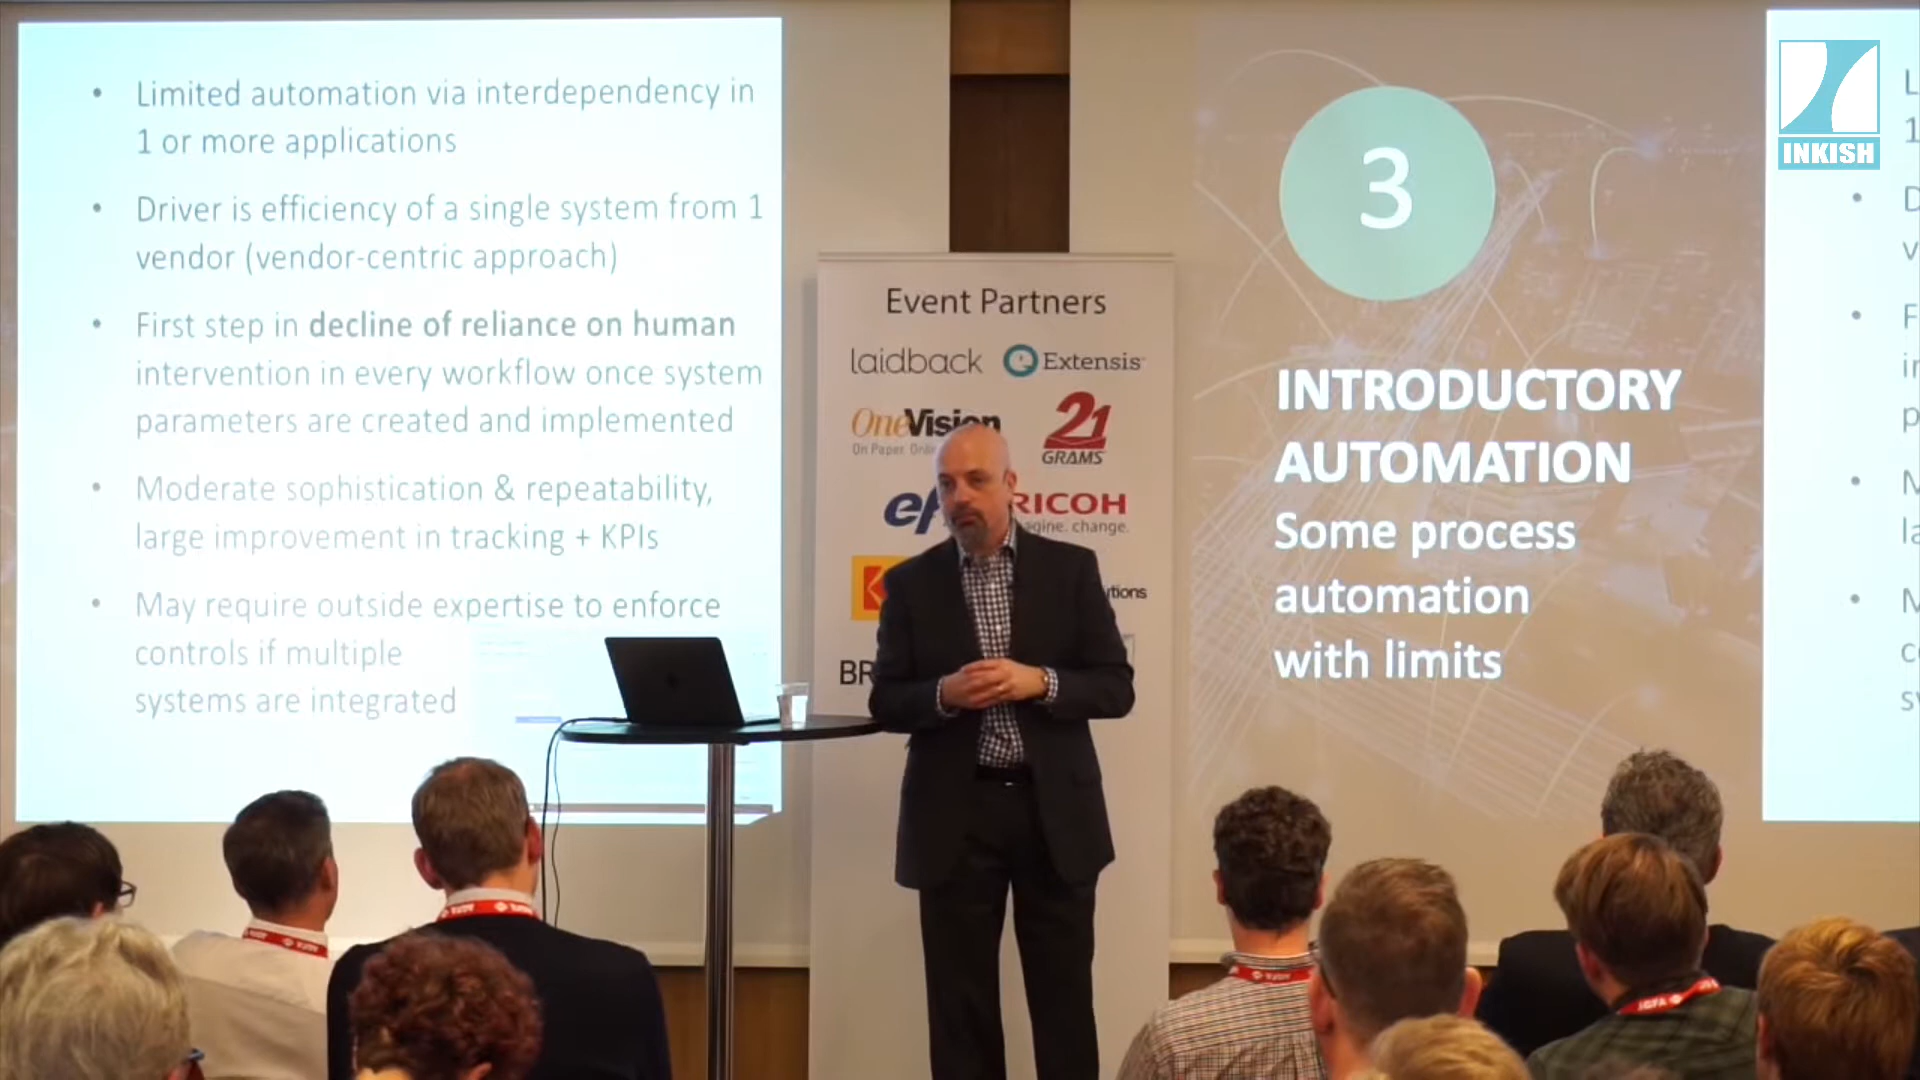 • Limited automation via interdependency in
1 or more applications
• Driver is efficiency of a single system from 1
vendor (vendor-centric approach)
• First step in decline of reliance on human
intervention in every workflow once system
parameters are created and implemented
• Moderate sophistication & repeatability,
large improvement in tracking + KPIs
• May require outside expertise to enforce
controls if multiple
systems are integrated
Event Partners
laidback
Extensis
OneVision
On Paper.
21
GRAMS
RICOH
3
INTRODUCTORY
AUTOMATION
Some process
automation
with limits
INKISH